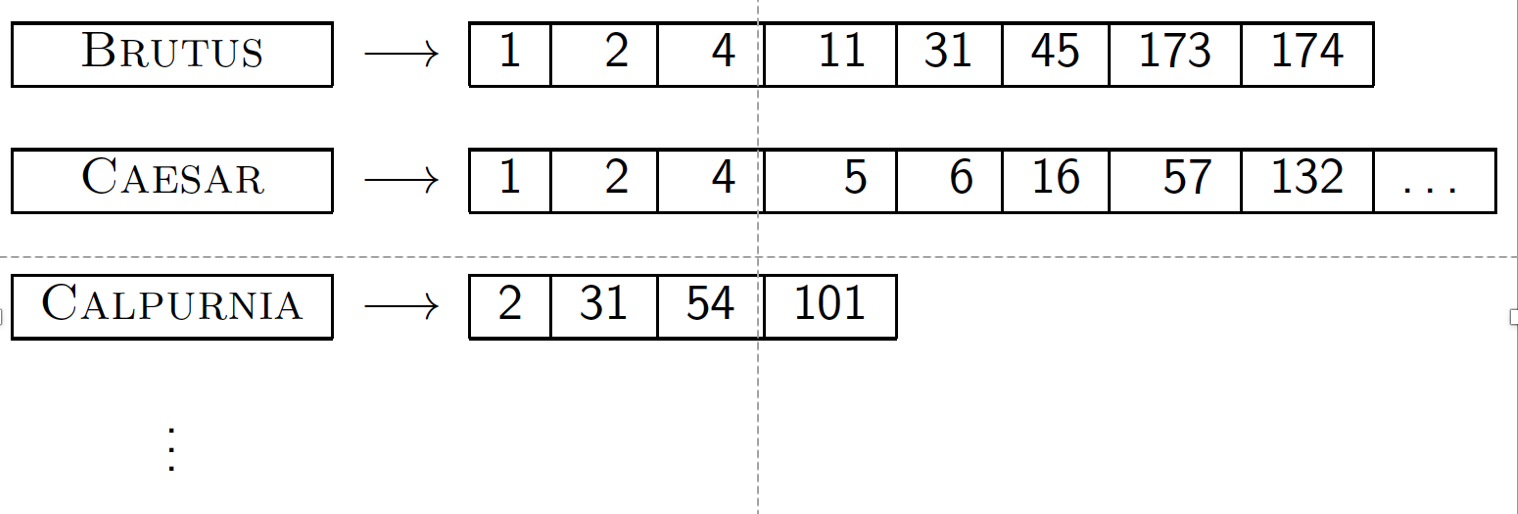 BRUTUS ⟶ 1 2 4 11 31 45 173 174
CAESAR ⟶ 1 2 4 5 6 16 57 132 ...
CALPURNIA ⟶ 2 31 54 101
⋮